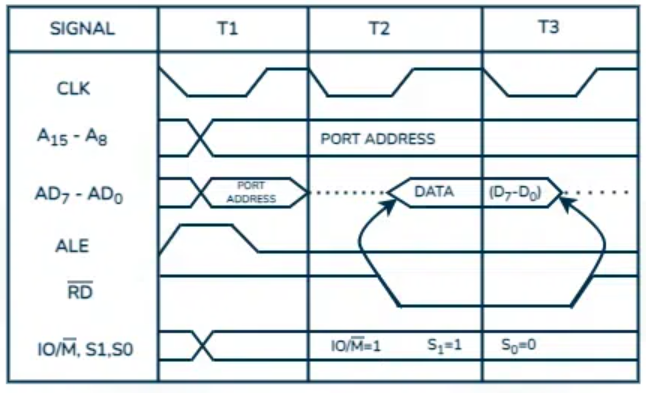 SIGNAL T1 T2 T3
CLK
A₁₅ - A₈ PORT ADDRESS
AD₇ - AD₀ PORT ADDRESS DATA (D₇-D₀)
ALE
R̅D̅
IO/M̅, S1,S0 IO/M̅=1 S₁=1 S₀=0